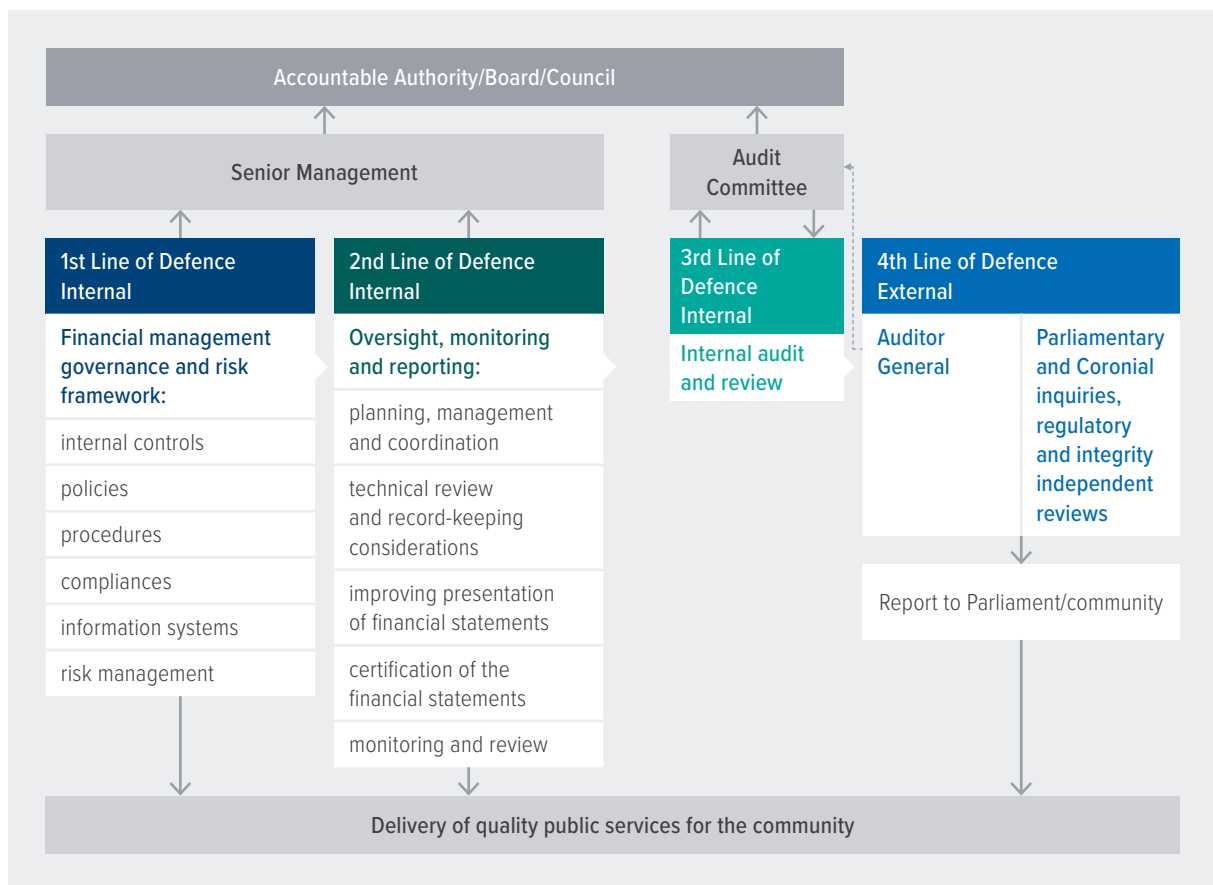 Accountable Authority/Board/Council
Senior Management
Audit
Committee
1st Line of Defence
Internal
Financial management
governance and risk
framework:
internal controls
policies
procedures
compliances
information systems
risk management
2nd Line of Defence
Internal
Oversight, monitoring
and reporting:
planning, management
and coordination
technical review
and record-keeping
considerations
improving presentation
of financial statements
certification of the
financial statements
monitoring and review
3rd Line of
Defence
Internal
Internal audit
and review
4th Line of Defence
External
Auditor
General
Parliamentary
and Coronial
inquiries,
regulatory
and integrity
independent
reviews
Report to Parliament/community
Delivery of quality public services for the community